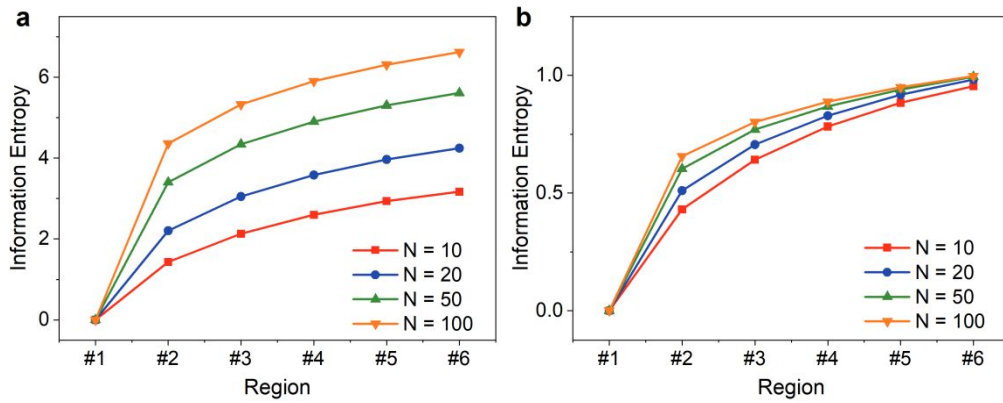 a
Information Entropy
6
4
2
0
#1 #2 #3 #4 #5 #6
Region
N = 10
N = 20
N = 50
N = 100
b
Information Entropy
1.0
0.5
0.0
#1 #2 #3 #4 #5 #6
Region
N = 10
N = 20
N = 50
N = 100